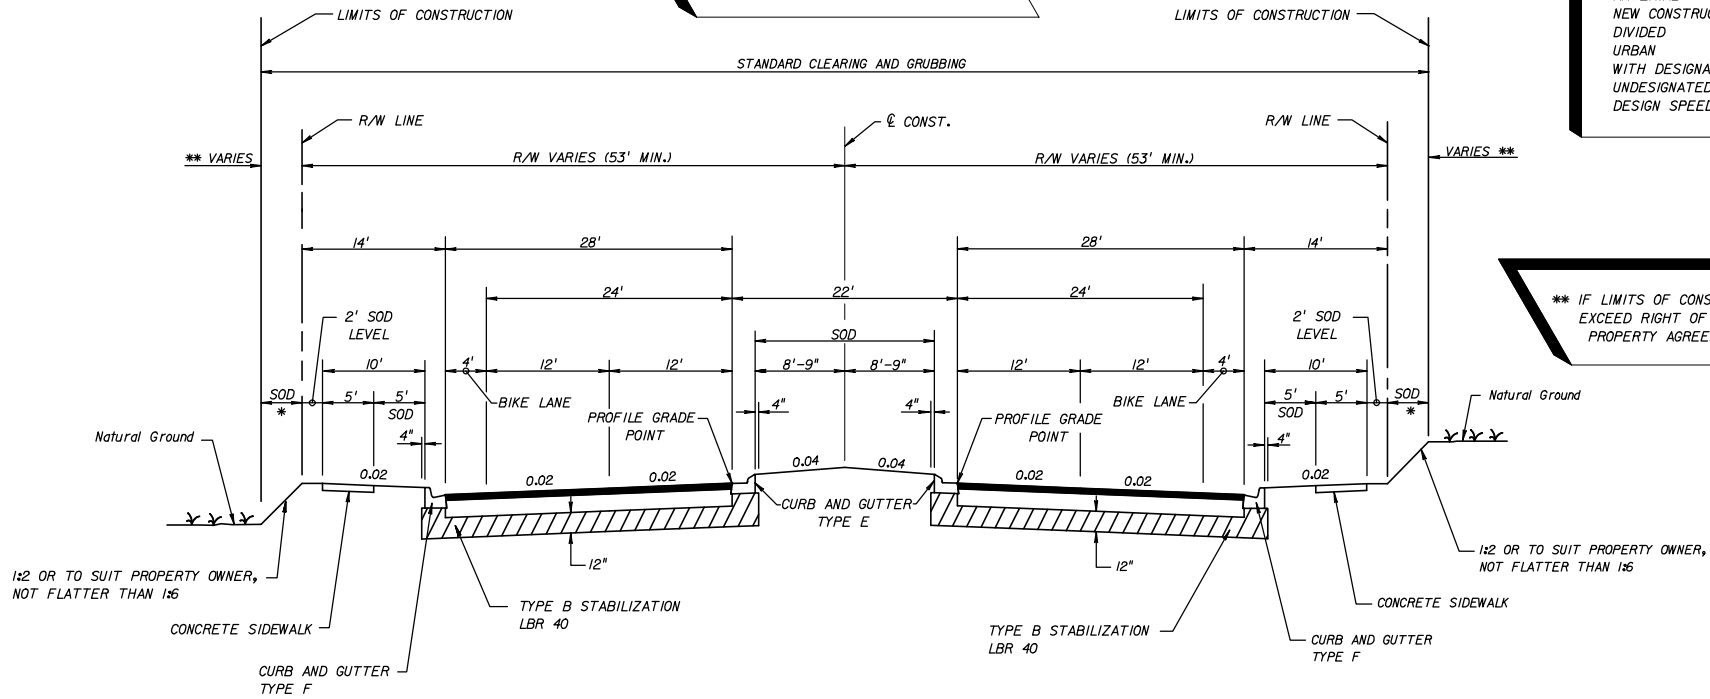 LIMITS OF CONSTRUCTION
LIMITS OF CONSTRUCTION
NEW CONSTRUC
DIVIDED
URBAN
WITH DESIGNA
UNDESIGNATED
DESIGN SPEED
STANDARD CLEARING AND GRUBBING
R/W LINE
℄ CONST.
R/W LINE
** VARIES
R/W VARIES (53' MIN.)
R/W VARIES (53' MIN.)
VARIES **
14'
28'
28'
14'
24'
22'
24'
** IF LIMITS OF CONS
EXCEED RIGHT OF
PROPERTY AGREE
2' SOD
LEVEL
SOD
2' SOD
LEVEL
10'
4'
12'
12'
8'-9"
8'-9"
12'
12'
4'
10'
SOD
*
5'
5'
SOD
BIKE LANE
4"
4"
BIKE LANE
5'
SOD
5'
SOD
*
Natural Ground
PROFILE GRADE
POINT
PROFILE GRADE
POINT
Natural Ground
4"
4"
0.02
0.02
0.02
0.04
0.04
0.02
0.02
0.02
CURB AND GUTTER
TYPE E
12"
12"
1:2 OR TO SUIT PROPERTY OWNER,
NOT FLATTER THAN 1:6
1:2 OR TO SUIT PROPERTY OWNER,
NOT FLATTER THAN 1:6
TYPE B STABILIZATION
LBR 40
CONCRETE SIDEWALK
CONCRETE SIDEWALK
TYPE B STABILIZATION
LBR 40
CURB AND GUTTER
TYPE F
CURB AND GUTTER
TYPE F